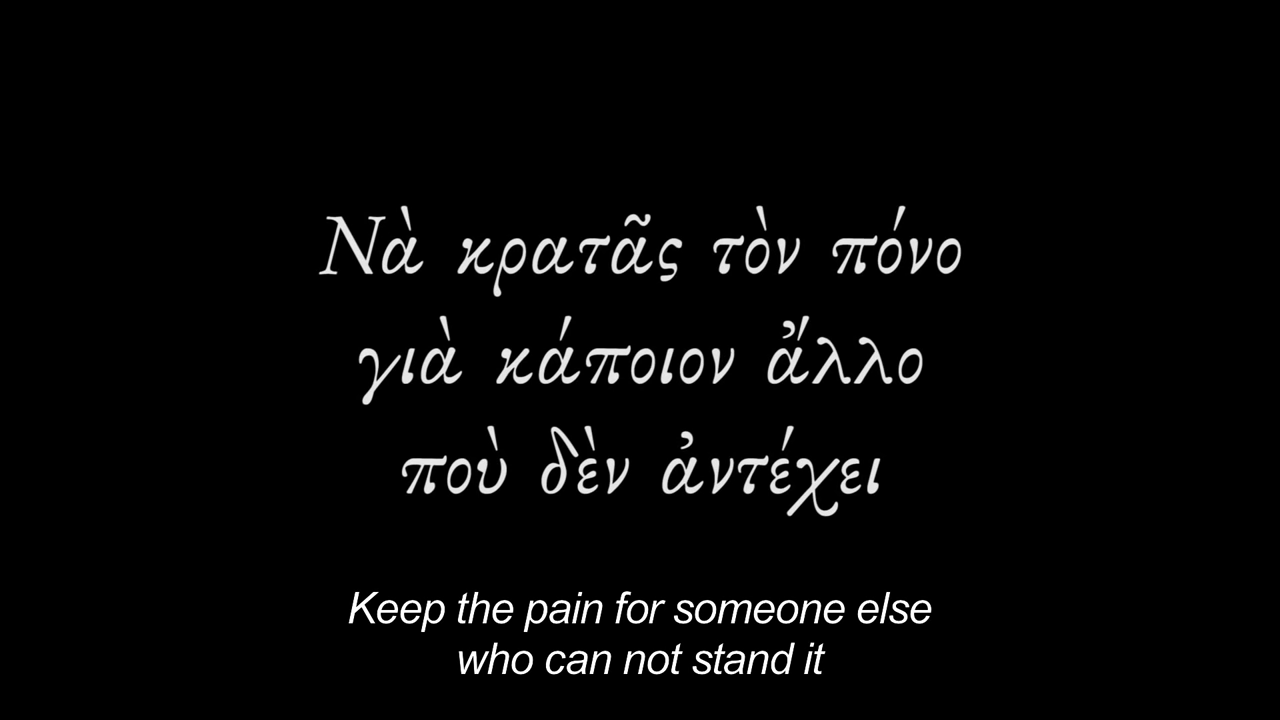 Νὰ κρατᾶς τὸν πόνο
γιὰ κάποιον ἄλλο
ποὺ δὲν ἀντέχει
Keep the pain for someone else
who can not stand it